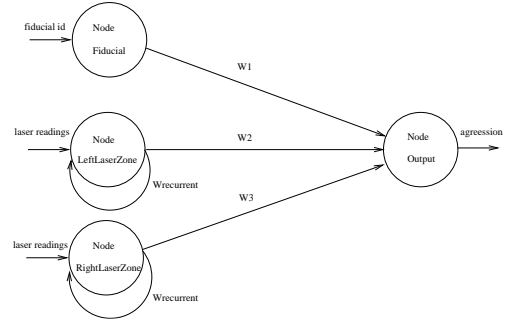 fiducial id
Node
Fiducial
W1
laser readings
Node
LeftLaserZone
W2
Wrecurrent
Node
Output
agreession
W3
laser readings
Node
RightLaserZone
Wrecurrent